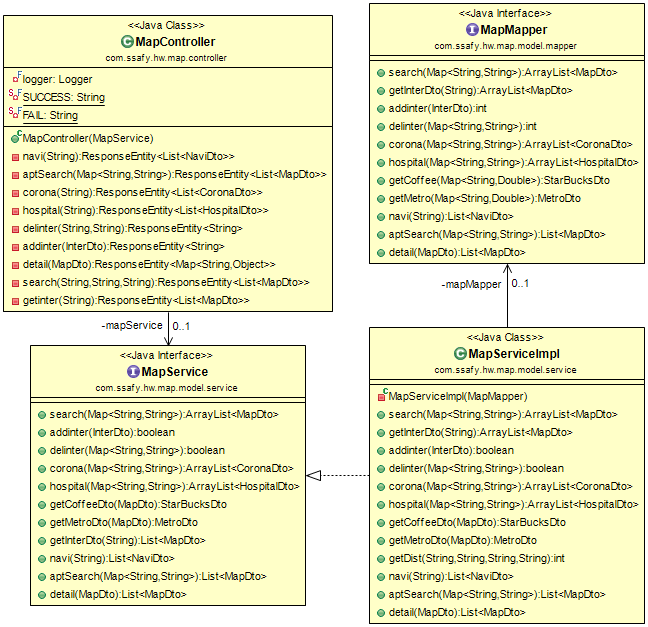 <<Java Class>>
MapController
com.ssafy.hw.map.controller
logger: Logger
SUCCESS: String
FAIL: String
MapController(MapService)
navi(String):ResponseEntity<List<NaviDto>>
aptSearch(Map<String,String>):ResponseEntity<List<MapDto>>
corona(String):ResponseEntity<List<CoronaDto>>
hospital(String):ResponseEntity<List<HospitalDto>>
delinter(String,String):ResponseEntity<String>
addinter(InterDto):ResponseEntity<String>
detail(MapDto):ResponseEntity<Map<String,Object>>
search(String,String,String):ResponseEntity<List<MapDto>>
getinter(String):ResponseEntity<List<MapDto>>
-mapService
0..1
<<Java Interface>>
MapService
com.ssafy.hw.map.model.service
search(Map<String,String>):ArrayList<MapDto>
addinter(InterDto):boolean
delinter(Map<String,String>):boolean
corona(Map<String,String>):ArrayList<CoronaDto>
hospital(Map<String,String>):ArrayList<HospitalDto>
getCoffeeDto(MapDto):StarBucksDto
getMetroDto(MapDto):MetroDto
getInterDto(String):List<MapDto>
navi(String):List<NaviDto>
aptSearch(Map<String,String>):List<MapDto>
detail(MapDto):List<MapDto>
<<Java Interface>>
MapMapper
com.ssafy.hw.map.model.mapper
search(Map<String,String>):ArrayList<MapDto>
getInterDto(String):ArrayList<MapDto>
addinter(InterDto):int
delinter(Map<String,String>):int
corona(Map<String,String>):ArrayList<CoronaDto>
hospital(Map<String,String>):ArrayList<HospitalDto>
getCoffee(Map<String,Double>):StarBucksDto
getMetro(Map<String,Double>):MetroDto
navi(String):List<NaviDto>
aptSearch(Map<String,String>):List<MapDto>
detail(MapDto):List<MapDto>
-mapMapper
0..1
<<Java Class>>
MapServiceImpl
com.ssafy.hw.map.model.service
MapServiceImpl(MapMapper)
search(Map<String,String>):ArrayList<MapDto>
getInterDto(String):ArrayList<MapDto>
addinter(InterDto):boolean
delinter(Map<String,String>):boolean
corona(Map<String,String>):ArrayList<CoronaDto>
hospital(Map<String,String>):ArrayList<HospitalDto>
getCoffeeDto(MapDto):StarBucksDto
getMetroDto(MapDto):MetroDto
getDist(String,String,String,String):int
navi(String):List<NaviDto>
aptSearch(Map<String,String>):List<MapDto>
detail(MapDto):List<MapDto>